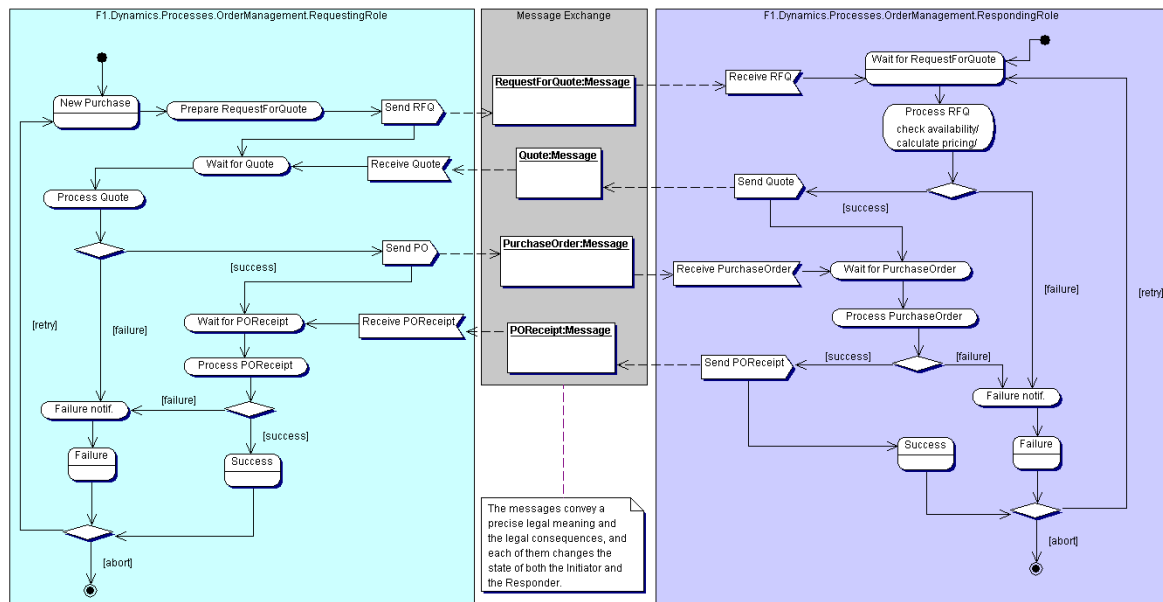 F1.Dynamics.Processes.OrderManagement.RequestingRole
New Purchase
Prepare RequestForQuote
Send RFQ
Wait for Quote
Receive Quote
Process Quote
Send PO
[success]
[retry]
[failure]
Wait for POReceipt
Receive POReceipt
Process POReceipt
Failure notif.
[failure]
[success]
Failure
Success
[abort]
Message Exchange
RequestForQuote:Message
Quote:Message
PurchaseOrder:Message
POReceipt:Message
The messages convey a
precise legal meaning and
the legal consequences, and
each of them changes the
state of both the Initiator and
the Responder.
F1.Dynamics.Processes.OrderManagement.RespondingRole
Wait for RequestForQuote
Receive RFQ
Process RFQ
check availability/
calculate pricing/
Send Quote
[success]
Receive PurchaseOrder
Wait for PurchaseOrder
[failure]
[retry]
Process PurchaseOrder
Send POReceipt
[success]
[failure]
Failure notif.
Success
Failure
[abort]